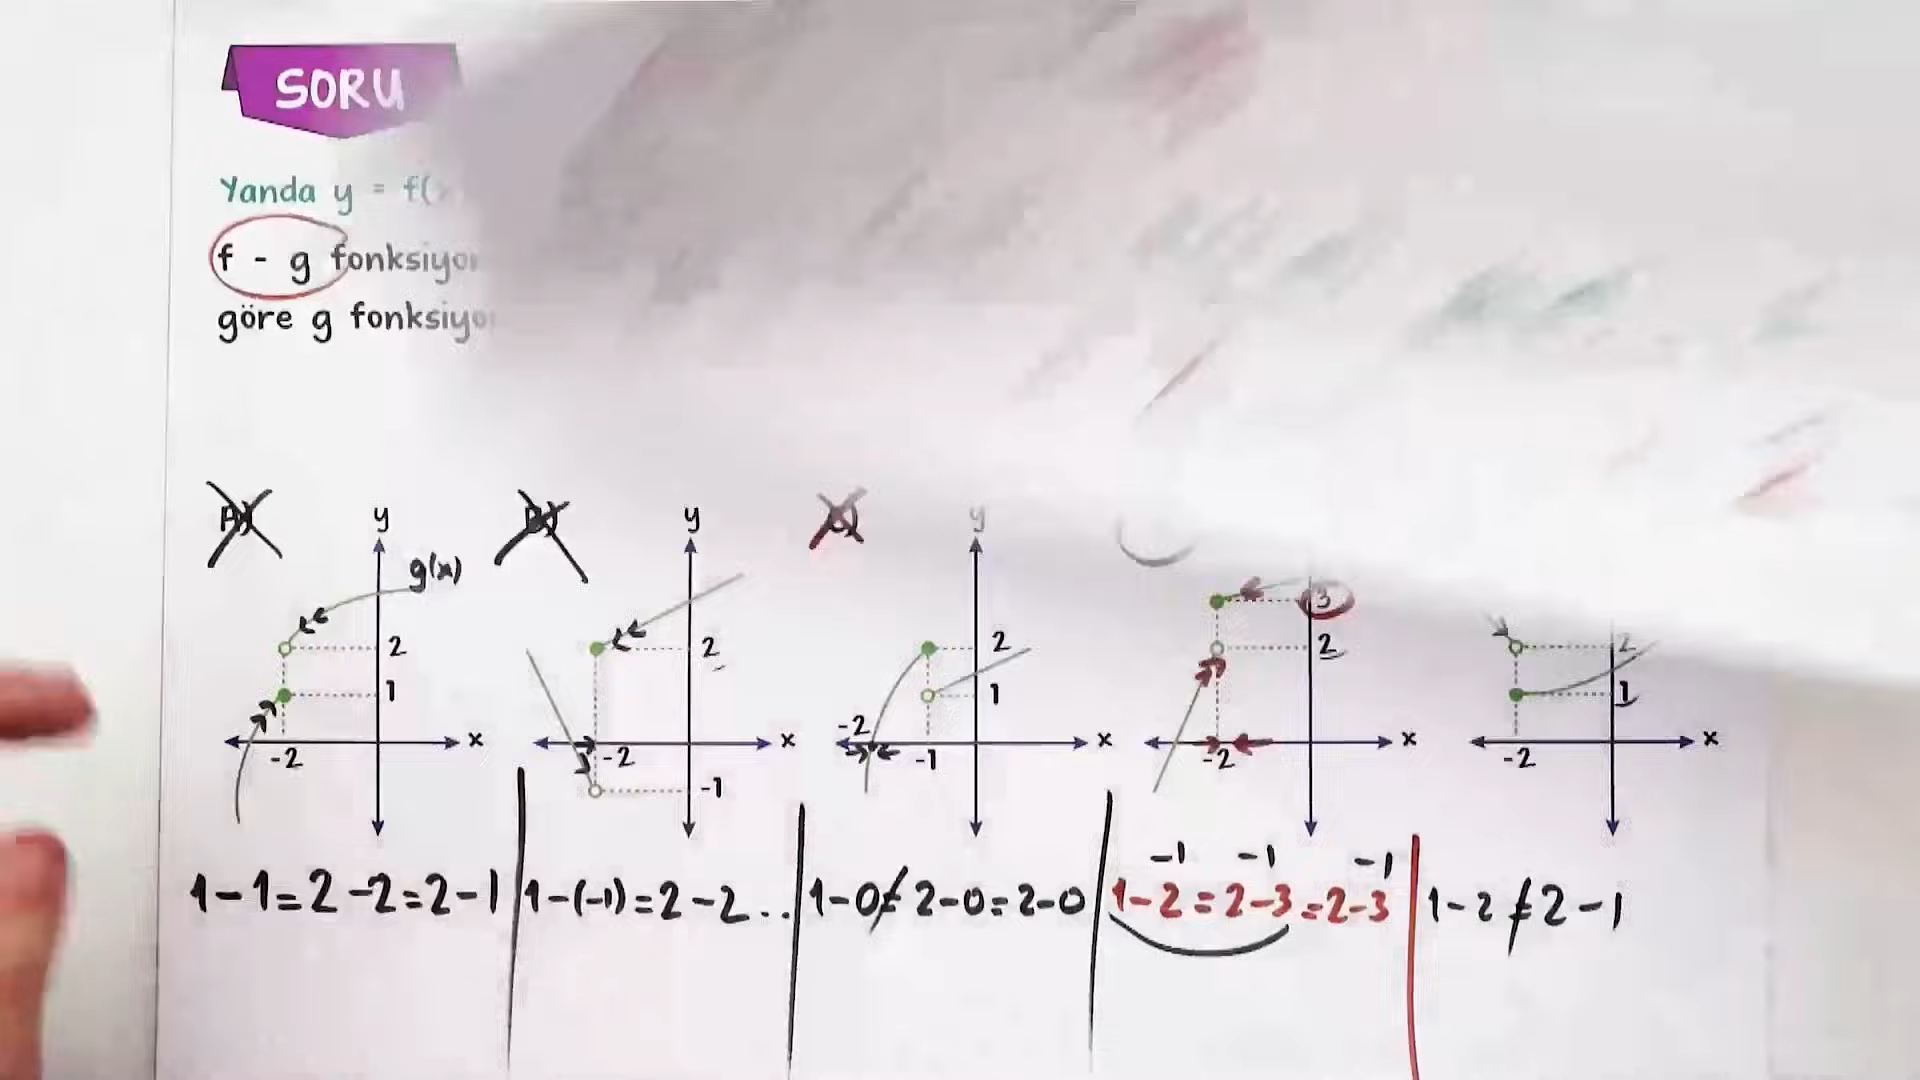 SORU
Yanda y = f(x
f - g fonksiyon
göre g fonksiyo
A) y g(x) 2 1 -2 x
B) y 2 -2 -1 x
C) y 2 1 -2 -1 x
3 2 -2 x
2 1 -2 x
-1 -1 -1
1-1=2-2=2-1
1-(-1)=2-2..
1-0≠2-0=2-0
1-2=2-3=2-3
1-2≠2-1